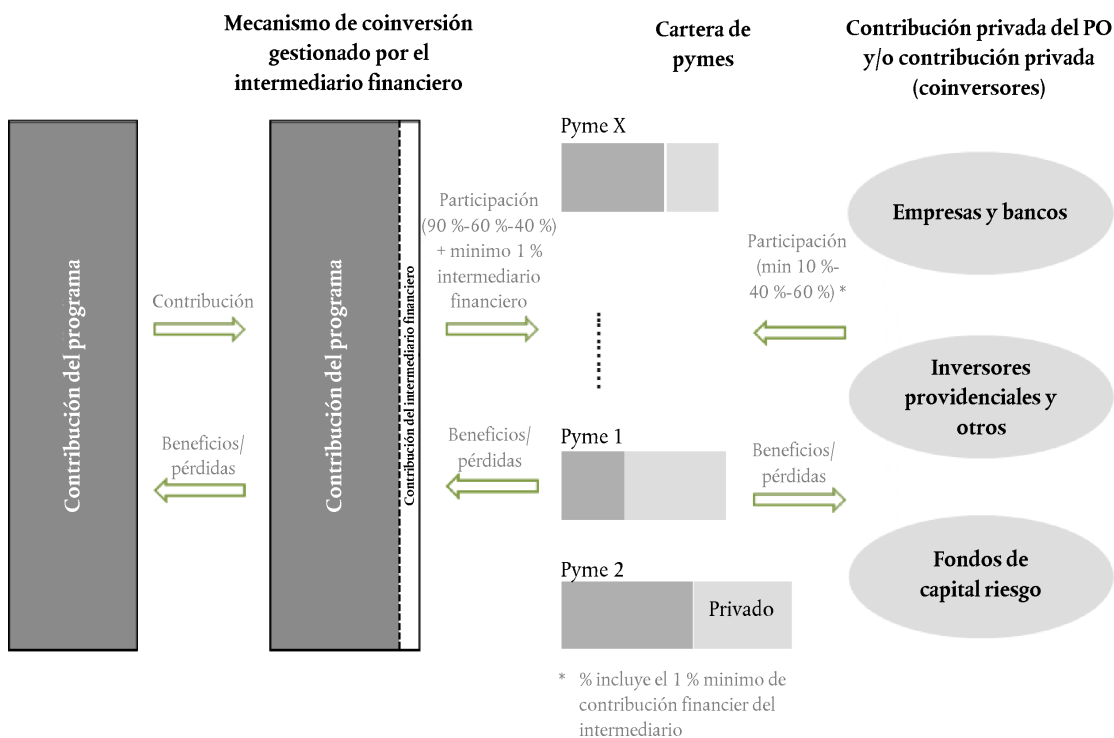 Mecanismo de coinversión
gestionado por el
intermediario financiero
Cartera de
pymes
Contribución privada del PO
y/o contribución privada
(coinversores)
Contribución del programa
Contribución
Beneficios/
pérdidas
Contribución del programa
Contribución del intermediario financiero
Participación
(90 %-60 %-40 %)
+ minimo 1 %
intermediario
financiero
Beneficios/
pérdidas
Pyme X
Pyme 1
Pyme 2
Privado
* % incluye el 1 % minimo de
contribución financier del
intermediario
Participación
(min 10 %-
40 %-60 %) *
Beneficios/
pérdidas
Empresas y bancos
Inversores
providenciales y
otros
Fondos de
capital riesgo